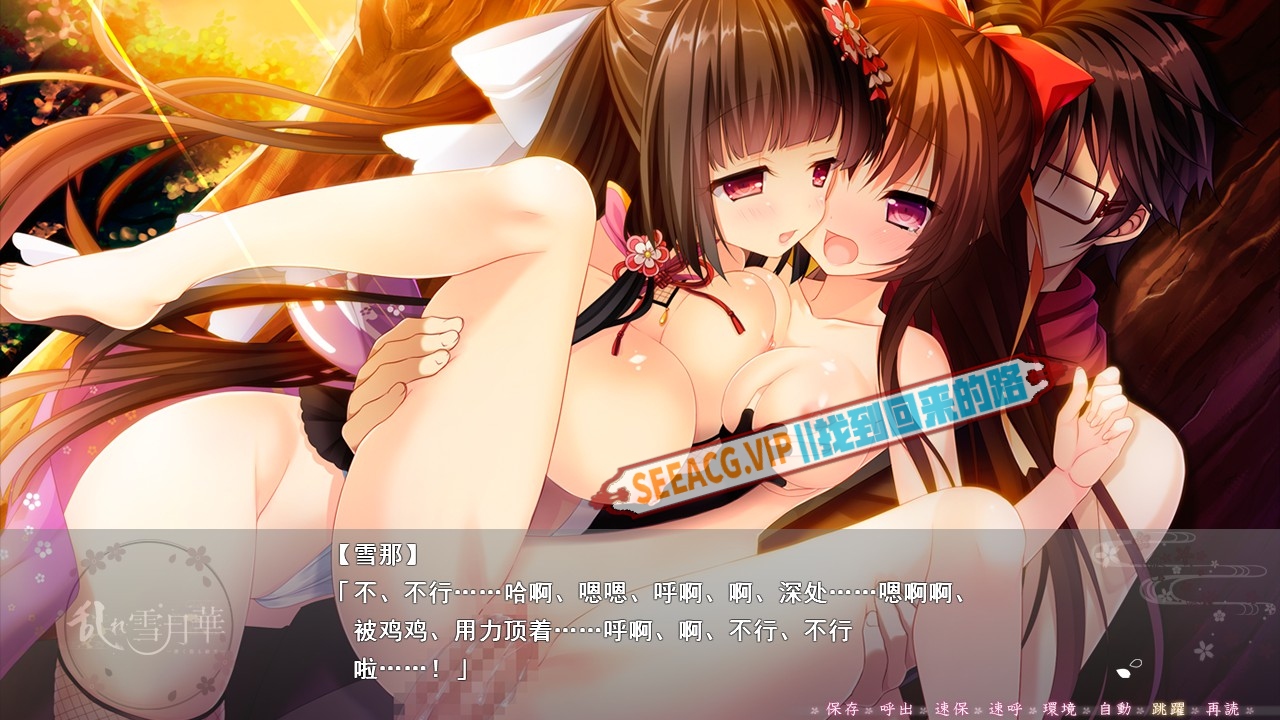 SEEACG.VIP||找到回来的路
【雪那】
「不、不行……哈啊、嗯嗯、呼啊、啊、深处……嗯啊啊、
被鸡鸡、用力顶着……呼啊、啊、不行、不行
啦……！」
乱れ雪月華
保存 呼出 速保 速呼 環境 自動 跳躍 再読